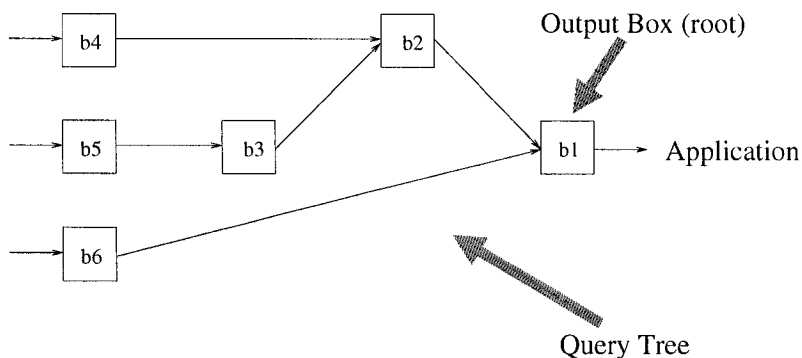 Output Box (root)
b4
b2
b5
b3
b1
Application
b6
Query Tree